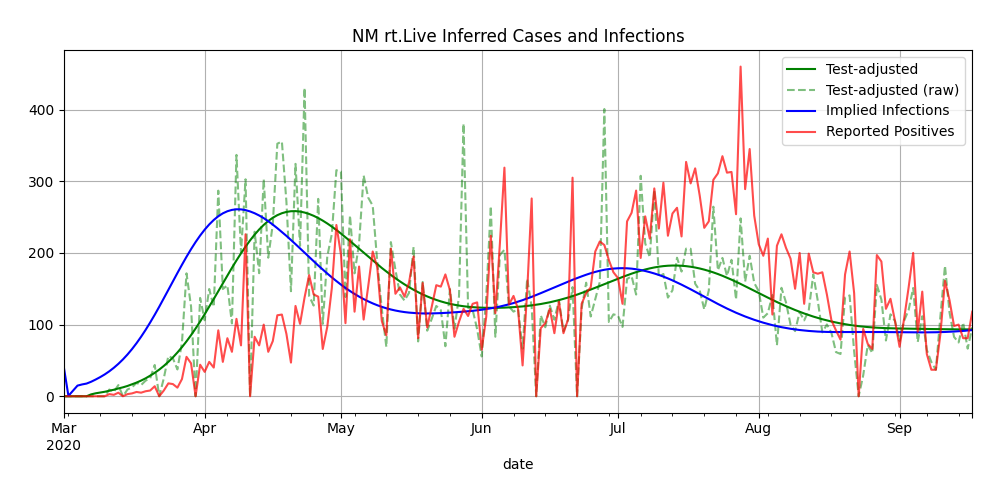 NM rt.Live Inferred Cases and Infections
Test-adjusted
Test-adjusted (raw)
Implied Infections
Reported Positives
400
300
200
100
0
Mar Apr May Jun Jul Aug Sep
2020
date